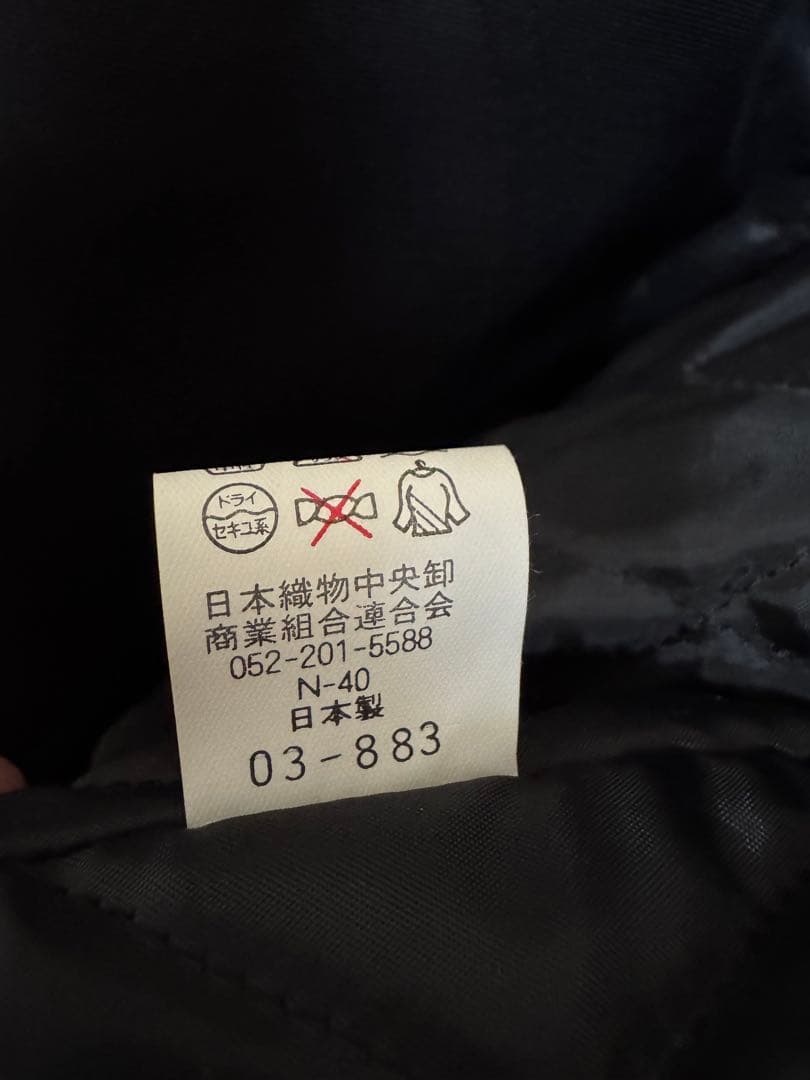 ドライ
セキユ系
日本織物中央卸
商業組合連合会
052-201-5588
N-40
日本製
03-883